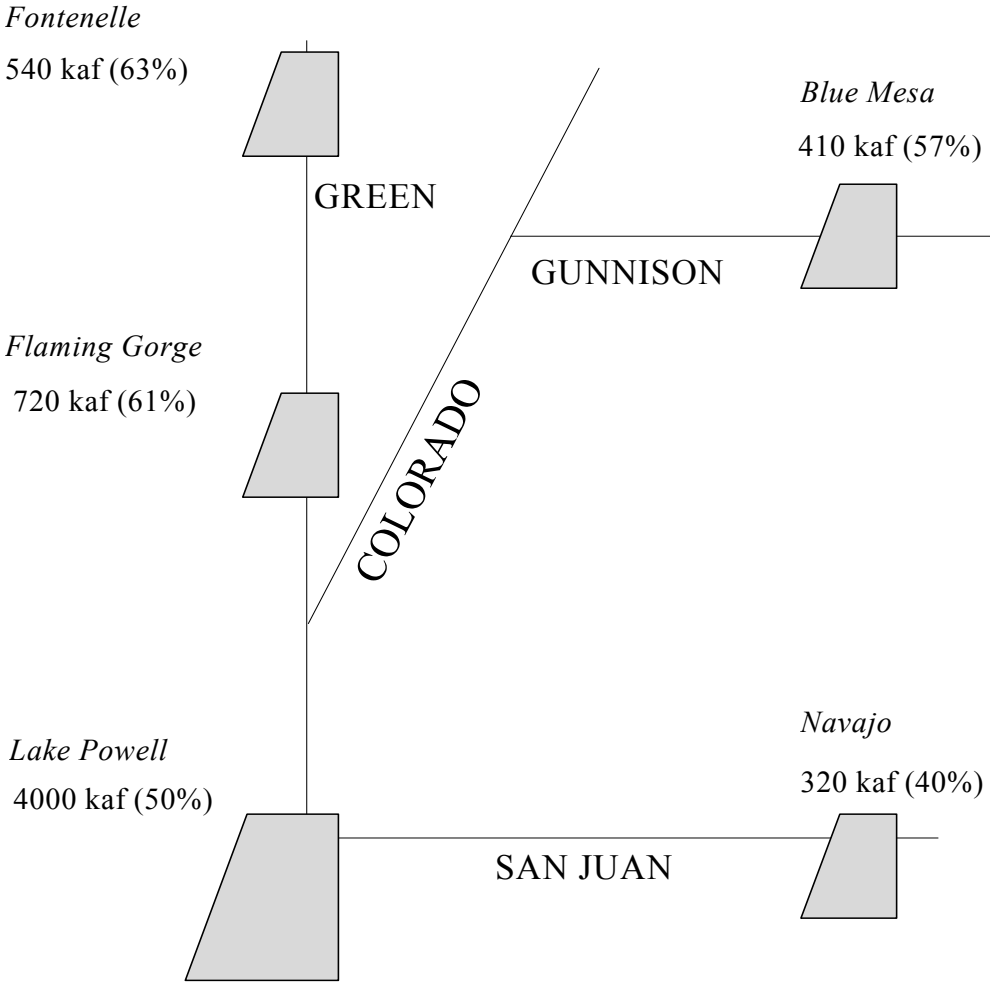 Fontenelle
540 kaf (63%)
Blue Mesa
410 kaf (57%)
GREEN
GUNNISON
Flaming Gorge
720 kaf (61%)
COLORADO
Navajo
320 kaf (40%)
Lake Powell
4000 kaf (50%)
SAN JUAN